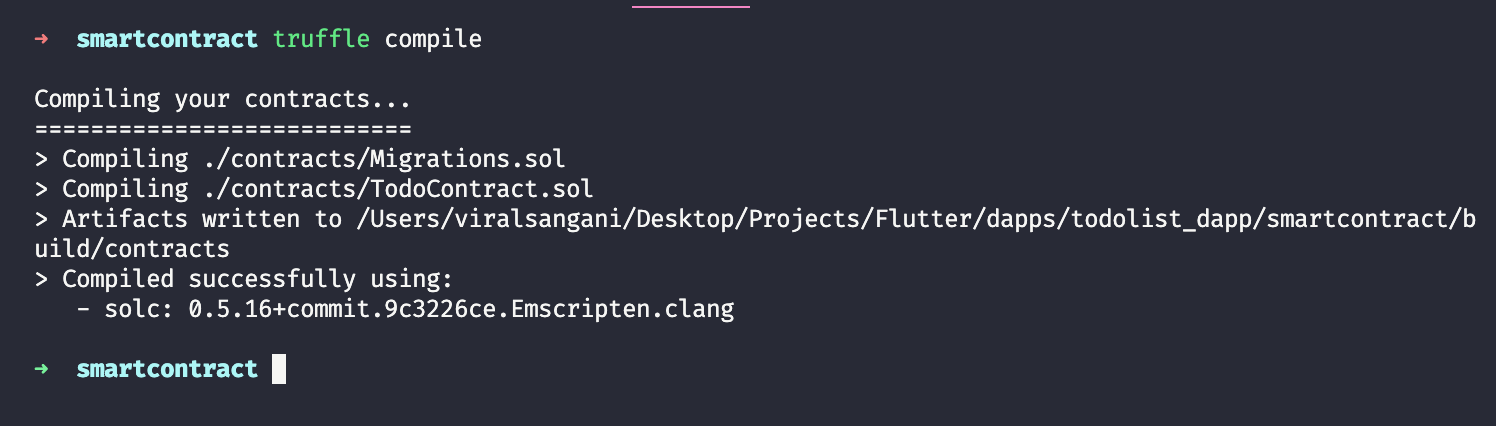 ➜ smartcontract truffle compile
Compiling your contracts...
===========================
> Compiling ./contracts/Migrations.sol
> Compiling ./contracts/TodoContract.sol
> Artifacts written to /Users/viralsangani/Desktop/Projects/Flutter/dapps/todolist_dapp/smartcontract/b
uild/contracts
> Compiled successfully using:
- solc: 0.5.16+commit.9c3226ce.Emscripten.clang
➜ smartcontract